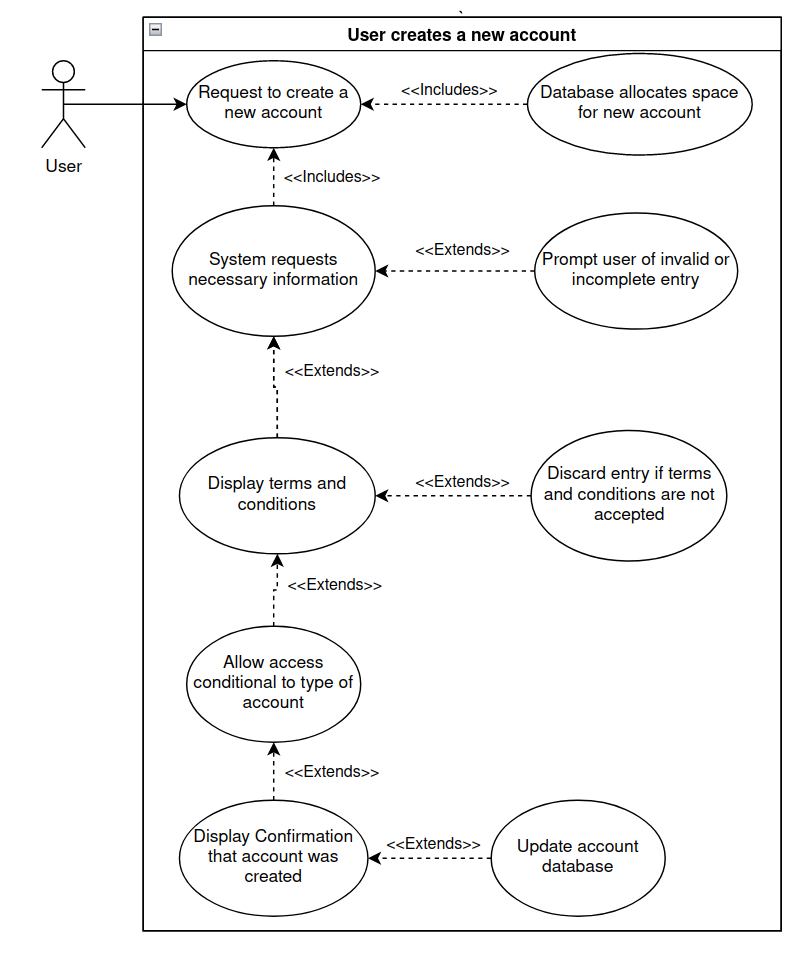 `
User creates a new account
User
Request to create a
new account
<<Includes>>
Database allocates space
for new account
<<Includes>>
System requests
necessary information
<<Extends>>
Prompt user of invalid or
incomplete entry
<<Extends>>
Display terms and
conditions
<<Extends>>
Discard entry if terms
and conditions are not
accepted
<<Extends>>
Allow access
conditional to type of
account
<<Extends>>
Display Confirmation
that account was
created
<<Extends>>
Update account
database